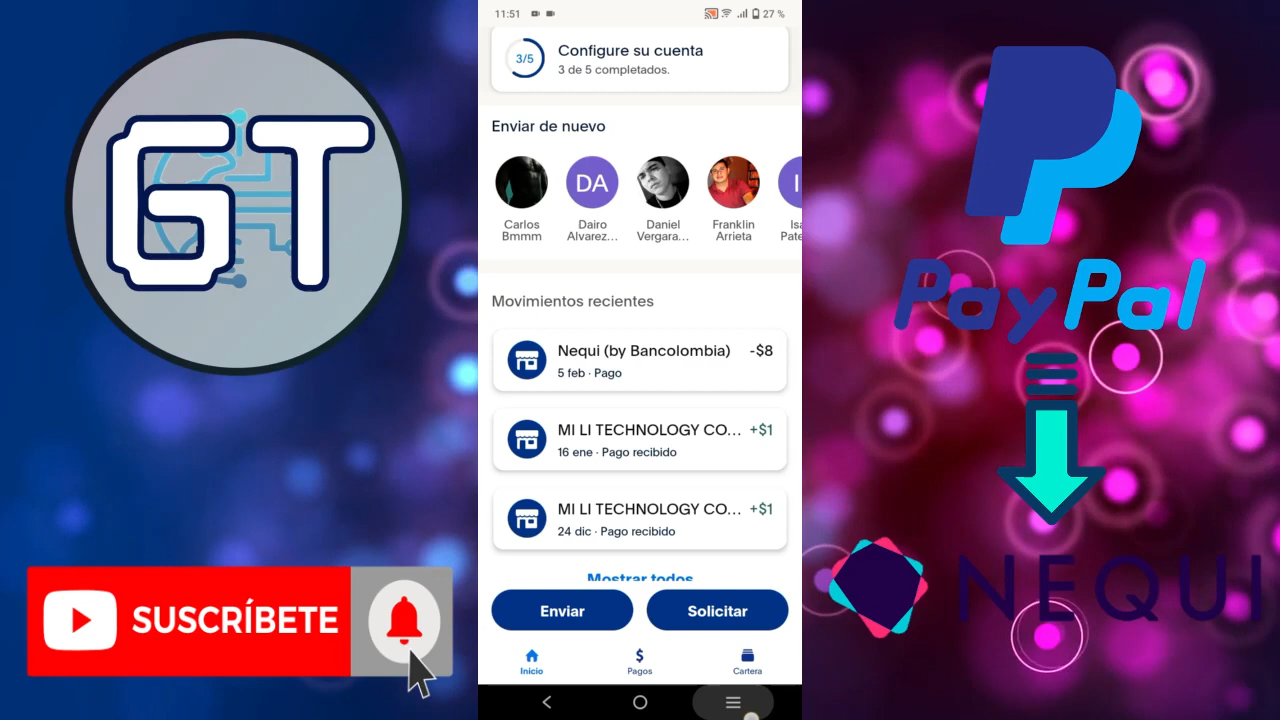 GT
SUSCRÍBETE
11:51
27 %
3/5
Configure su cuenta
3 de 5 completados.
Enviar de nuevo
Carlos
Bmmm
DA
Dairo
Alvarez...
Daniel
Vergara...
Franklin
Arrieta
I
Isa
Pate
Movimientos recientes
Nequi (by Bancolombia) -$8
5 feb · Pago
MI LI TECHNOLOGY CO... +$1
16 ene · Pago recibido
MI LI TECHNOLOGY CO... +$1
24 dic · Pago recibido
Mostrar todos
Enviar
Solicitar
Inicio
Pagos
Cartera
PayPal
NEQUI